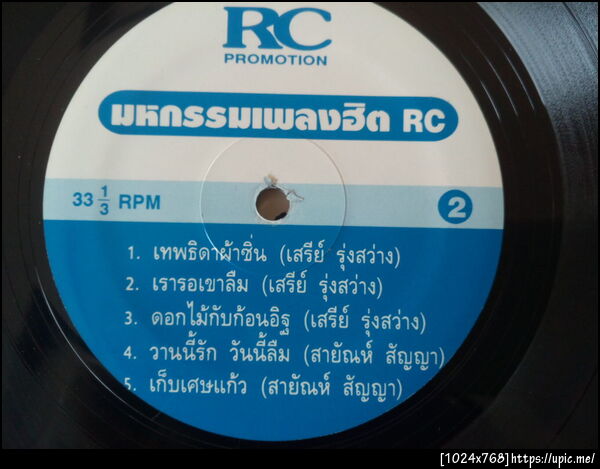 RC
PROMOTION
มหกรรมเพลงฮิต RC
33 1/3 RPM
2
1. เทพธิดาผ้าซิ่น (เสรีย์ รุ่งสว่าง)
2. เรารอเขาลืม (เสรีย์ รุ่งสว่าง)
3. ดอกไม้กับก้อนอิฐ (เสรีย์ รุ่งสว่าง)
4. วานนี้รัก วันนี้ลืม (สายัณห์ สัญญา)
5. เก็บเศษแก้ว (สายัณห์ สัญญา)
[1024x768]https://upic.me/